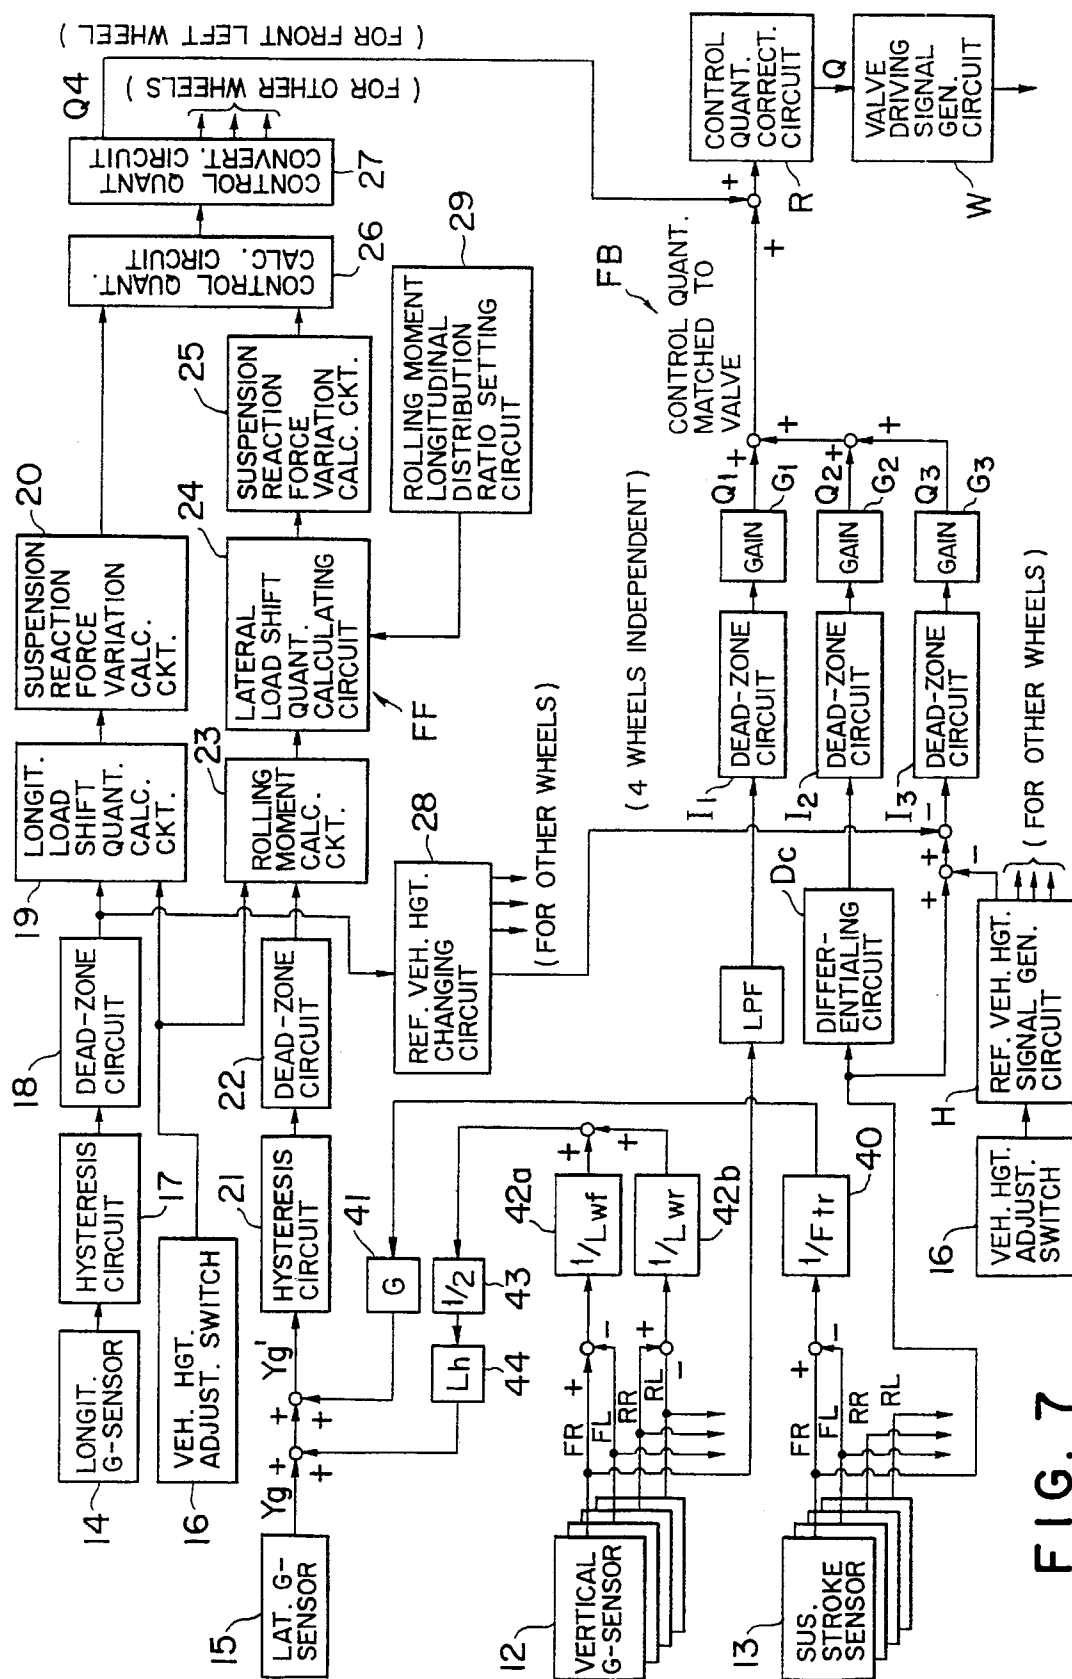 14
LONGIT.
G-SENSOR
17
HYSTERESIS
CIRCUIT
18
DEAD-ZONE
CIRCUIT
19
LONGIT.
LOAD
SHIFT
QUANT.
CALC.
CKT.
20
SUSPENSION
REACTION
FORCE
VARIATION
CALC.
CKT.
16
VEH. HGT.
ADJUST. SWITCH
15
LAT. G-
SENSOR
Yg
+
+
+
+
Yg'
21
HYSTERESIS
CIRCUIT
22
DEAD-ZONE
CIRCUIT
23
ROLLING
MOMENT
CALC.
CKT.
24
LATERAL
LOAD SHIFT
QUANT.
CALCULATING
CIRCUIT
25
SUSPENSION
REACTION
FORCE
VARIATION
CALC. CKT.
26
CONTROL QUANT.
CALC. CIRCUIT
27
CONTROL QUANT
CONVERT. CIRCUIT
Q4
(FOR FRONT LEFT WHEEL)
(FOR OTHER WHEELS)
28
REF. VEH. HGT.
CHANGING
CIRCUIT
(FOR OTHER WHEELS)
FF
29
ROLLING MOMENT
LONGITUDINAL
DISTRIBUTION
RATIO SETTING
CIRCUIT
41
G
43
1/2
44
Lh
12
VERTICAL
G-SENSOR
FR
FL
RR
RL
+
-
+
-
42a
1/Lwf
42b
1/Lwr
+
+
LPF
I1
DEAD-ZONE
CIRCUIT
GAIN
G1
Q1
+
(4 WHEELS INDEPENDENT)
13
SUS.
STROKE
SENSOR
FR
FL
RR
RL
+
-
40
1/Ftr
Dc
DIFFER-
ENTIALING
CIRCUIT
I2
DEAD-ZONE
CIRCUIT
GAIN
G2
Q2
+
+
16
VEH. HGT.
ADJUST.
SWITCH
H
REF. VEH. HGT.
SIGNAL GEN.
CIRCUIT
(FOR OTHER WHEELS)
+
-
+
-
I3
DEAD-ZONE
CIRCUIT
GAIN
G3
Q3
+
FB
CONTROL QUANT.
MATCHED TO
VALVE
+
+
R
CONTROL
QUANT.
CORRECT.
CIRCUIT
Q
W
VALVE
DRIVING
SIGNAL
GEN.
CIRCUIT
FIG. 7